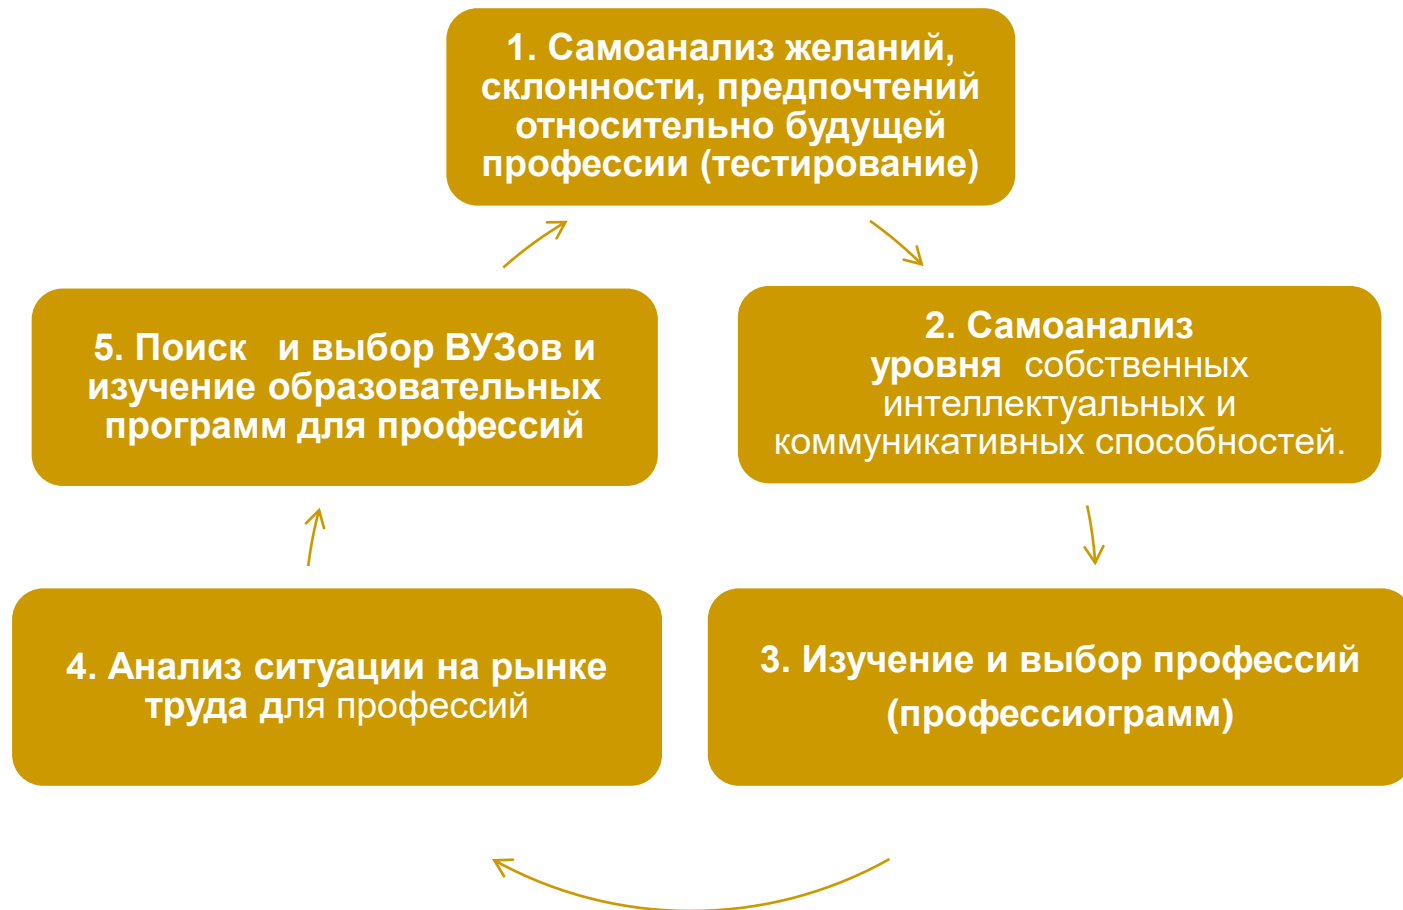 1. Самоанализ желаний,
склонности, предпочтений
относительно будущей
профессии (тестирование)
2. Самоанализ
уровня собственных
интеллектуальных и
коммуникативных способностей.
3. Изучение и выбор профессий
(профессиограмм)
4. Анализ ситуации на рынке
труда для профессий
5. Поиск и выбор ВУЗов и
изучение образовательных
программ для профессий